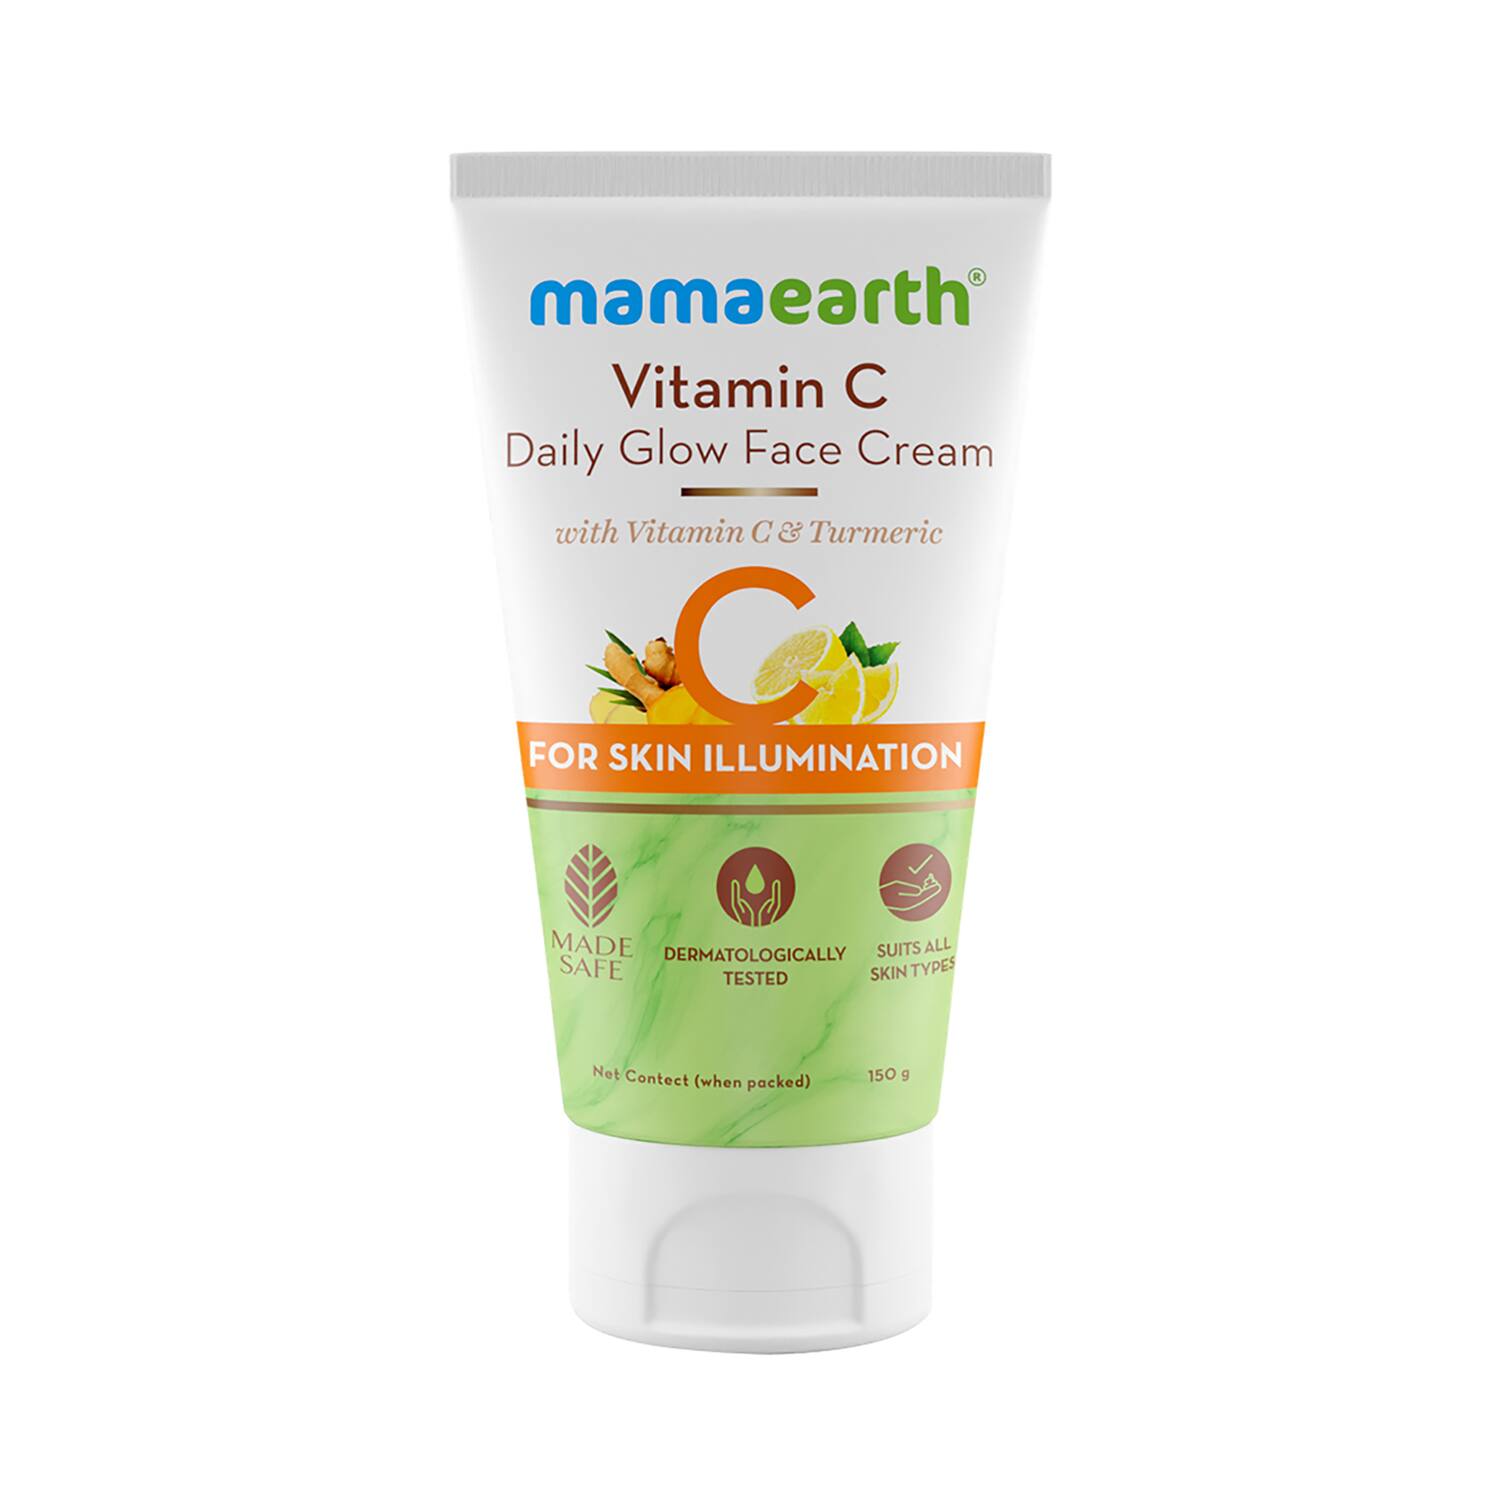 mamaearth®
Vitamin C
Daily Glow Face Cream
with Vitamin C & Turmeric
C
FOR SKIN ILLUMINATION
MADE
SAFE
DERMATOLOGICALLY
TESTED
SUITS ALL
SKIN TYPES
Net Contect (when packed) 150 g